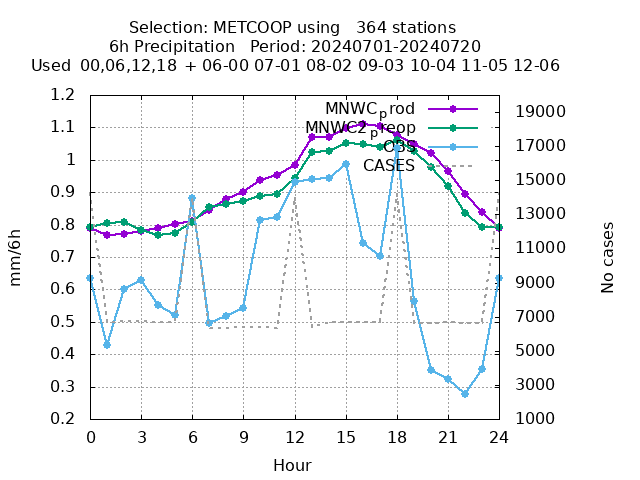 Selection: METCOOP using   364 stations
6h Precipitation   Period: 20240701-20240720
Used  00,06,12,18  + 06-00 07-01 08-02 09-03 10-04 11-05 12-06
MNWC_prod
MNWC2_preop
OBS
CASES
1.2
1.1
1
0.9
0.8
0.7
0.6
0.5
0.4
0.3
0.2
mm/6h
19000
17000
15000
13000
11000
9000
7000
5000
3000
1000
No cases
0 3 6 9 12 15 18 21 24
Hour